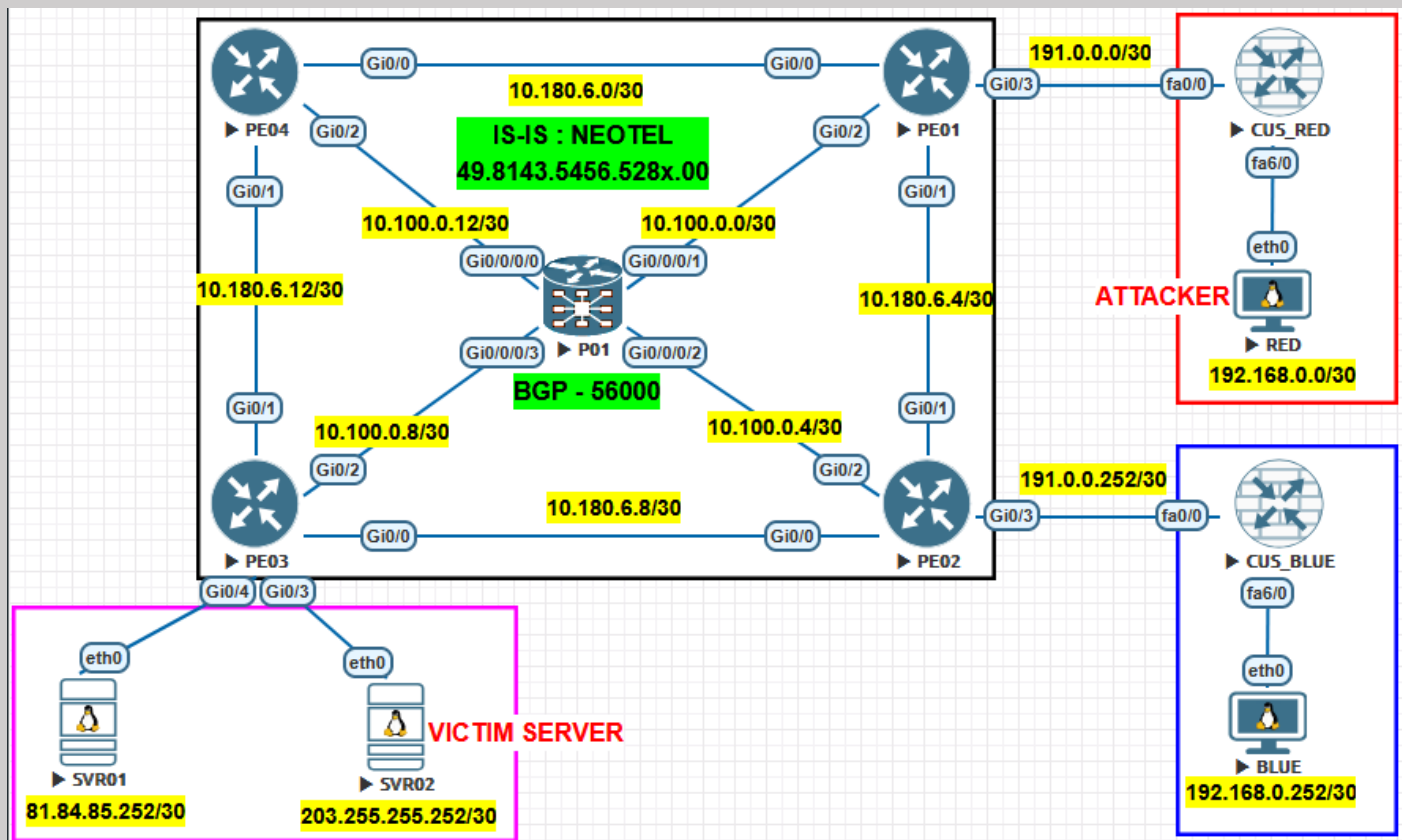 Gi0/0
Gi0/0
10.180.6.0/30
PE04
PE01
Gi0/2
Gi0/2
IS-IS : NEOTEL
49.8143.5456.528x.00
Gi0/1
Gi0/1
10.100.0.12/30
10.100.0.0/30
Gi0/0/0/0
Gi0/0/0/1
10.180.6.12/30
10.180.6.4/30
Gi0/0/0/3
P01
Gi0/0/0/2
BGP - 56000
Gi0/1
Gi0/1
10.100.0.8/30
10.100.0.4/30
Gi0/2
Gi0/2
10.180.6.8/30
Gi0/0
Gi0/0
PE03
PE02
191.0.0.0/30
Gi0/3
fa0/0
CUS_RED
fa6/0
eth0
ATTACKER
RED
192.168.0.0/30
191.0.0.252/30
Gi0/3
fa0/0
CUS_BLUE
fa6/0
eth0
BLUE
192.168.0.252/30
Gi0/4
Gi0/3
eth0
eth0
VICTIM SERVER
SVR01
SVR02
81.84.85.252/30
203.255.255.252/30